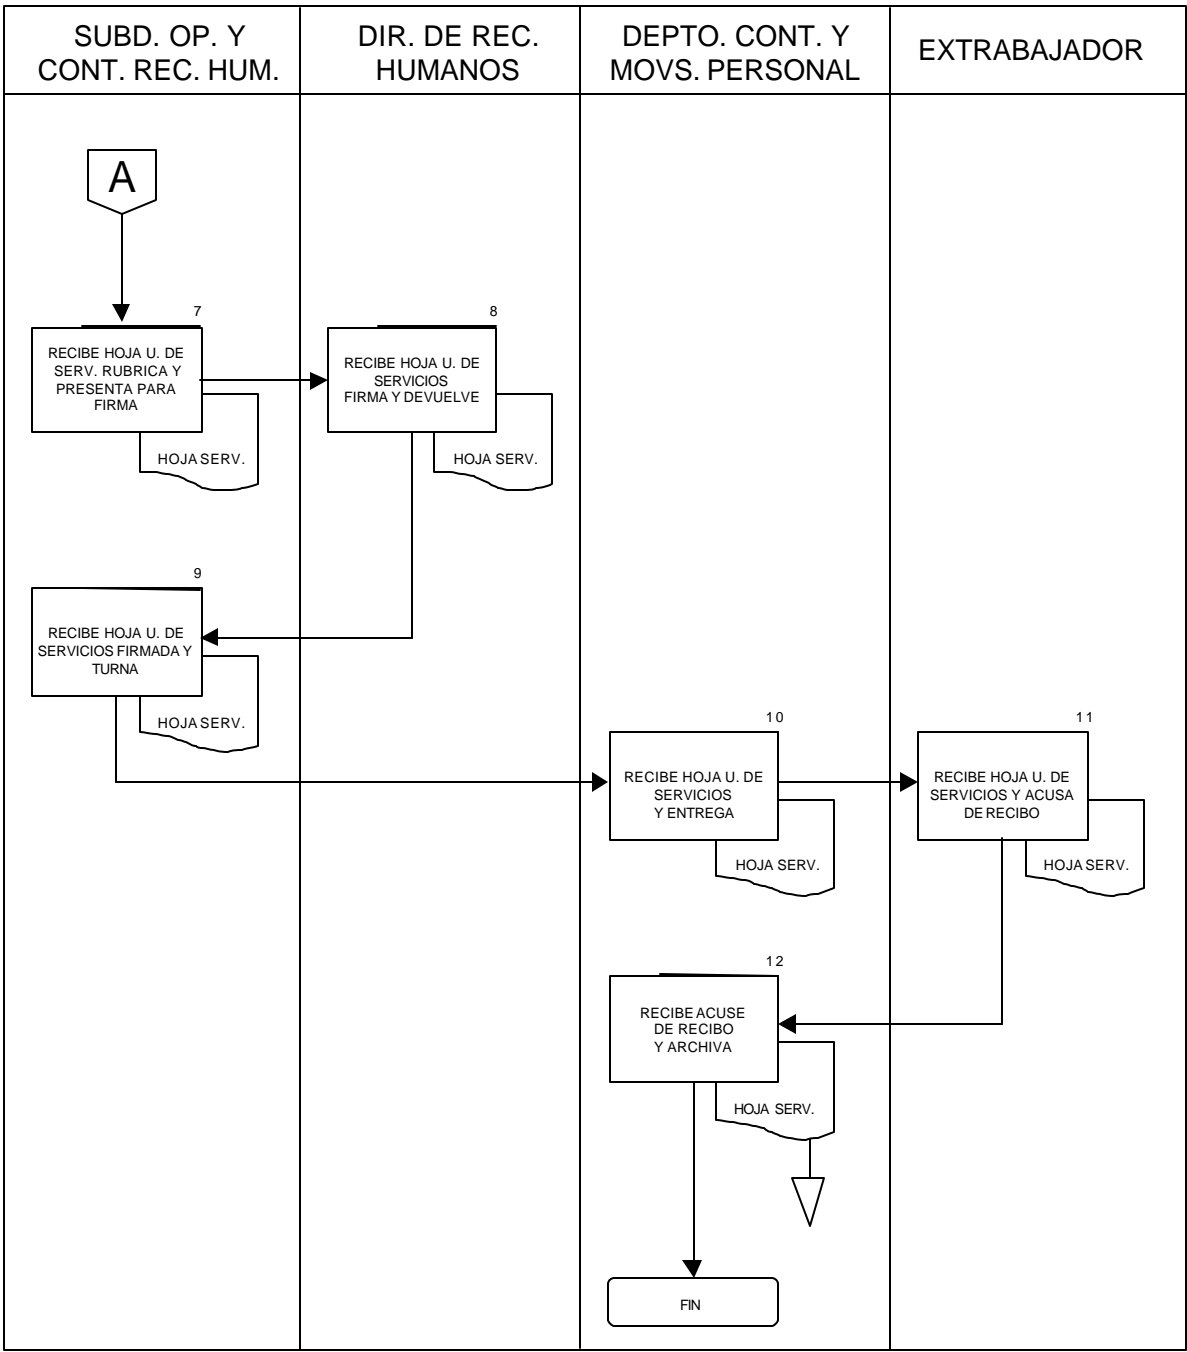 SUBD. OP. Y
CONT. REC. HUM.
DIR. DE REC.
HUMANOS
DEPTO. CONT. Y
MOVS. PERSONAL
EXTRABAJADOR
A
7
RECIBE HOJA U. DE
SERV. RUBRICA Y
PRESENTA PARA
FIRMA
HOJA SERV.
8
RECIBE HOJA U. DE
SERVICIOS
FIRMA Y DEVUELVE
HOJA SERV.
9
RECIBE HOJA U. DE
SERVICIOS FIRMADA Y
TURNA
HOJA SERV.
10
RECIBE HOJA U. DE
SERVICIOS
Y ENTREGA
HOJA SERV.
11
RECIBE HOJA U. DE
SERVICIOS Y ACUSA
DE RECIBO
HOJA SERV.
12
RECIBE ACUSE
DE RECIBO
Y ARCHIVA
HOJA SERV.
FIN